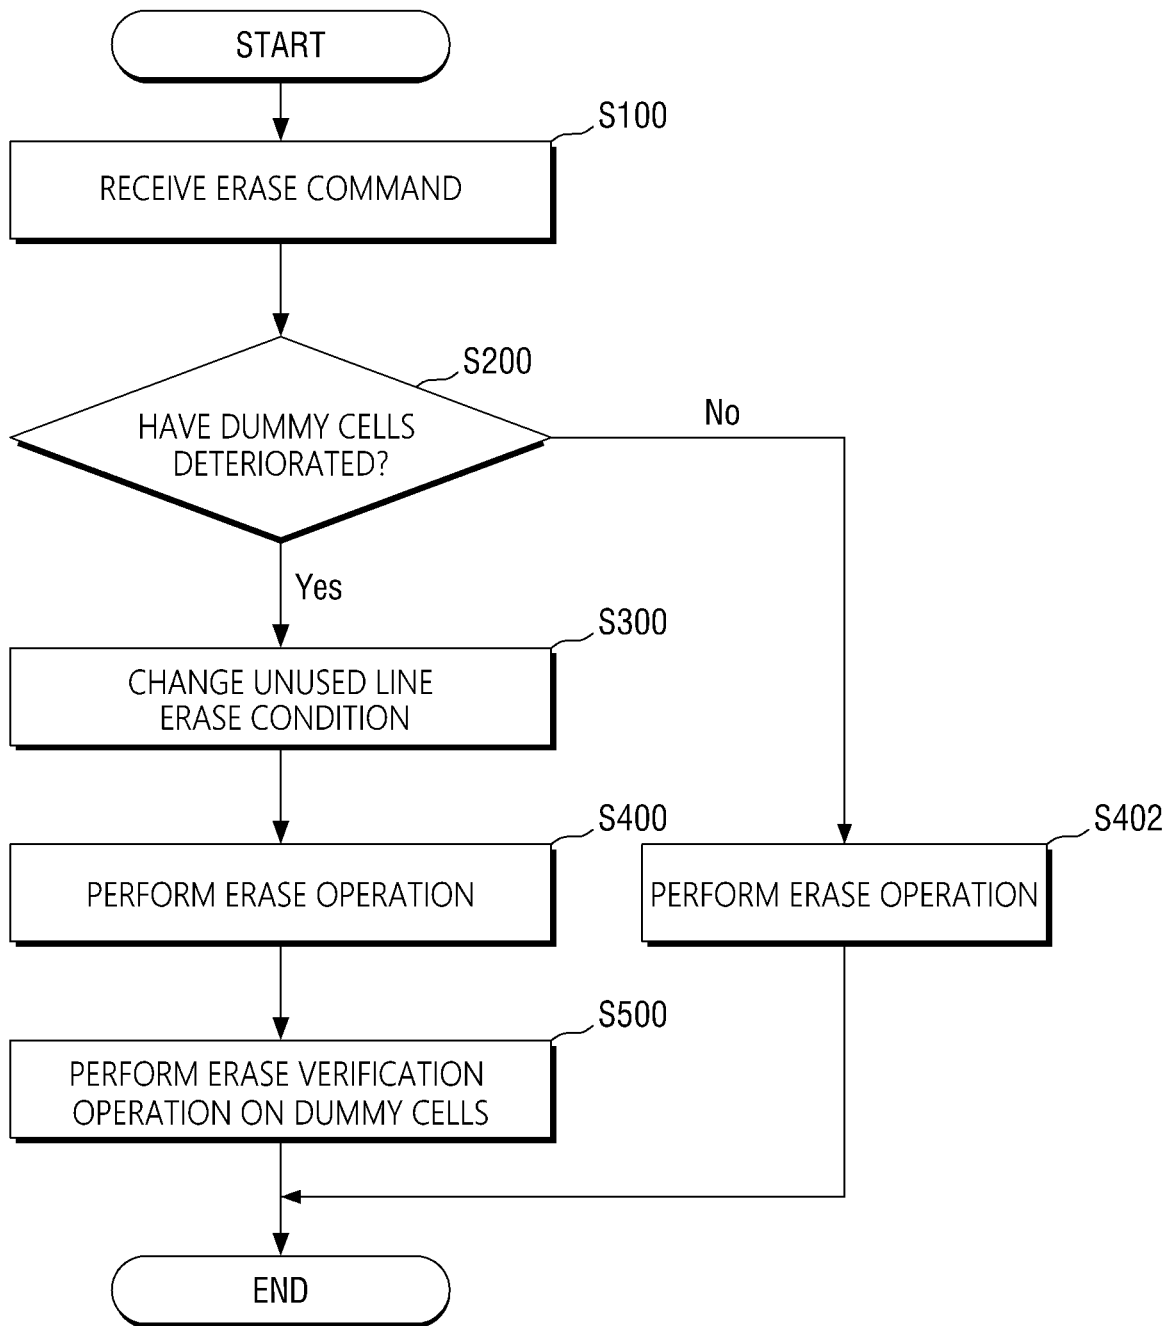 START
S100
RECEIVE ERASE COMMAND
S200
HAVE DUMMY CELLS
DETERIORATED?
No
Yes
S300
CHANGE UNUSED LINE
ERASE CONDITION
S400
PERFORM ERASE OPERATION
S402
PERFORM ERASE OPERATION
S500
PERFORM ERASE VERIFICATION
OPERATION ON DUMMY CELLS
END